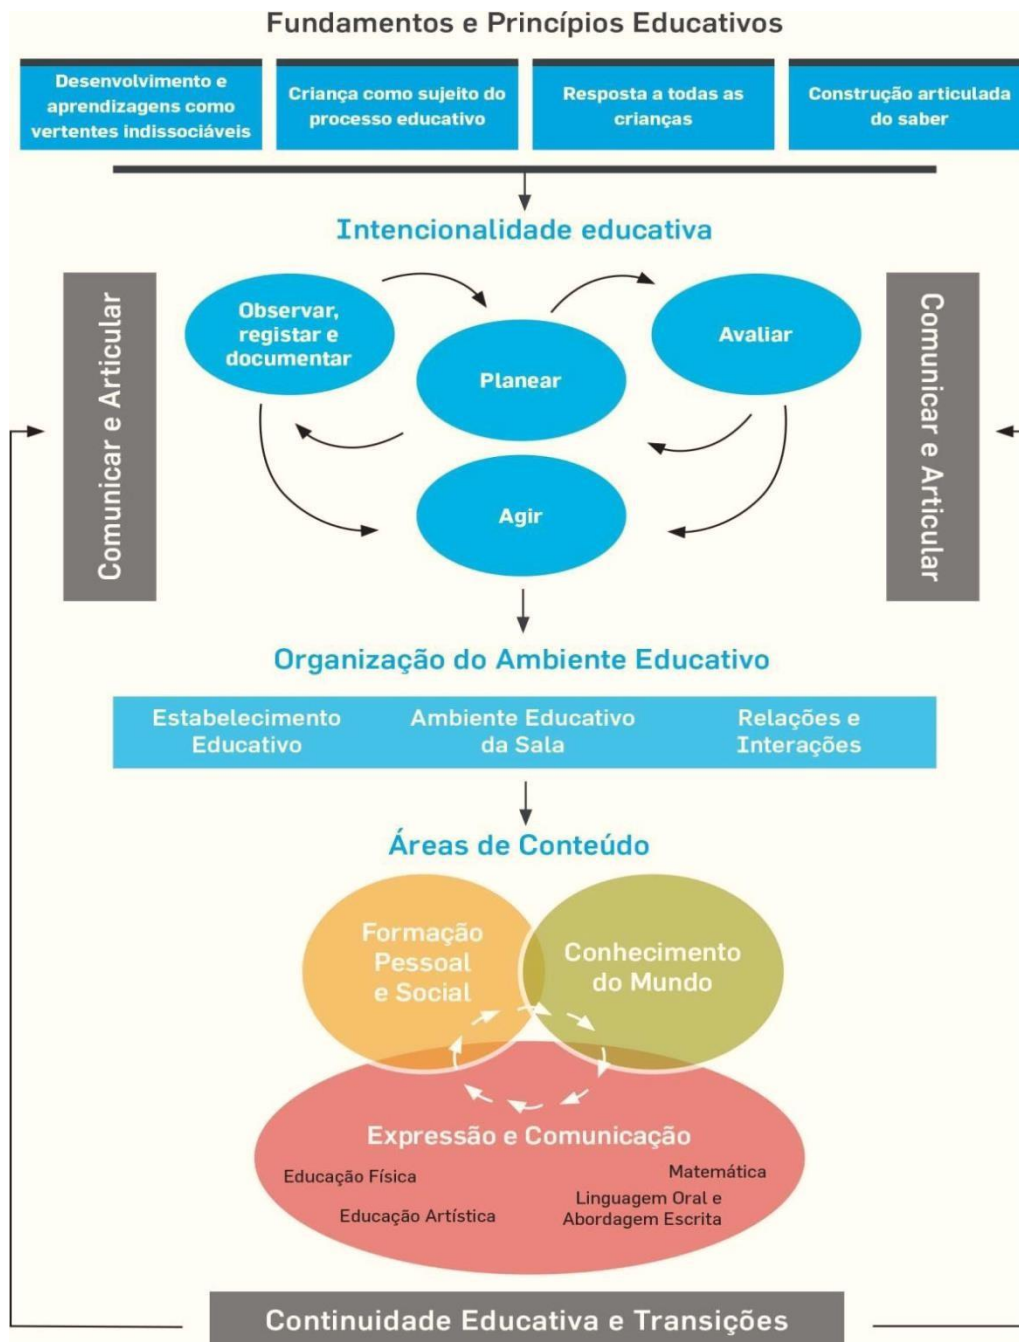 Fundamentos e Princípios Educativos
Desenvolvimento e
aprendizagens como
vertentes indissociáveis
Criança como sujeito do
processo educativo
Resposta a todas as
crianças
Construção articulada
do saber
Intencionalidade educativa
Comunicar e Articular
Observar,
registar e
documentar
Planear
Avaliar
Agir
Comunicar e Articular
Organização do Ambiente Educativo
Estabelecimento
Educativo
Ambiente Educativo
da Sala
Relações e
Interações
Áreas de Conteúdo
Formação
Pessoal
e Social
Conhecimento
do Mundo
Expressão e Comunicação
Educação Física
Educação Artística
Matemática
Linguagem Oral e
Abordagem Escrita
Continuidade Educativa e Transições